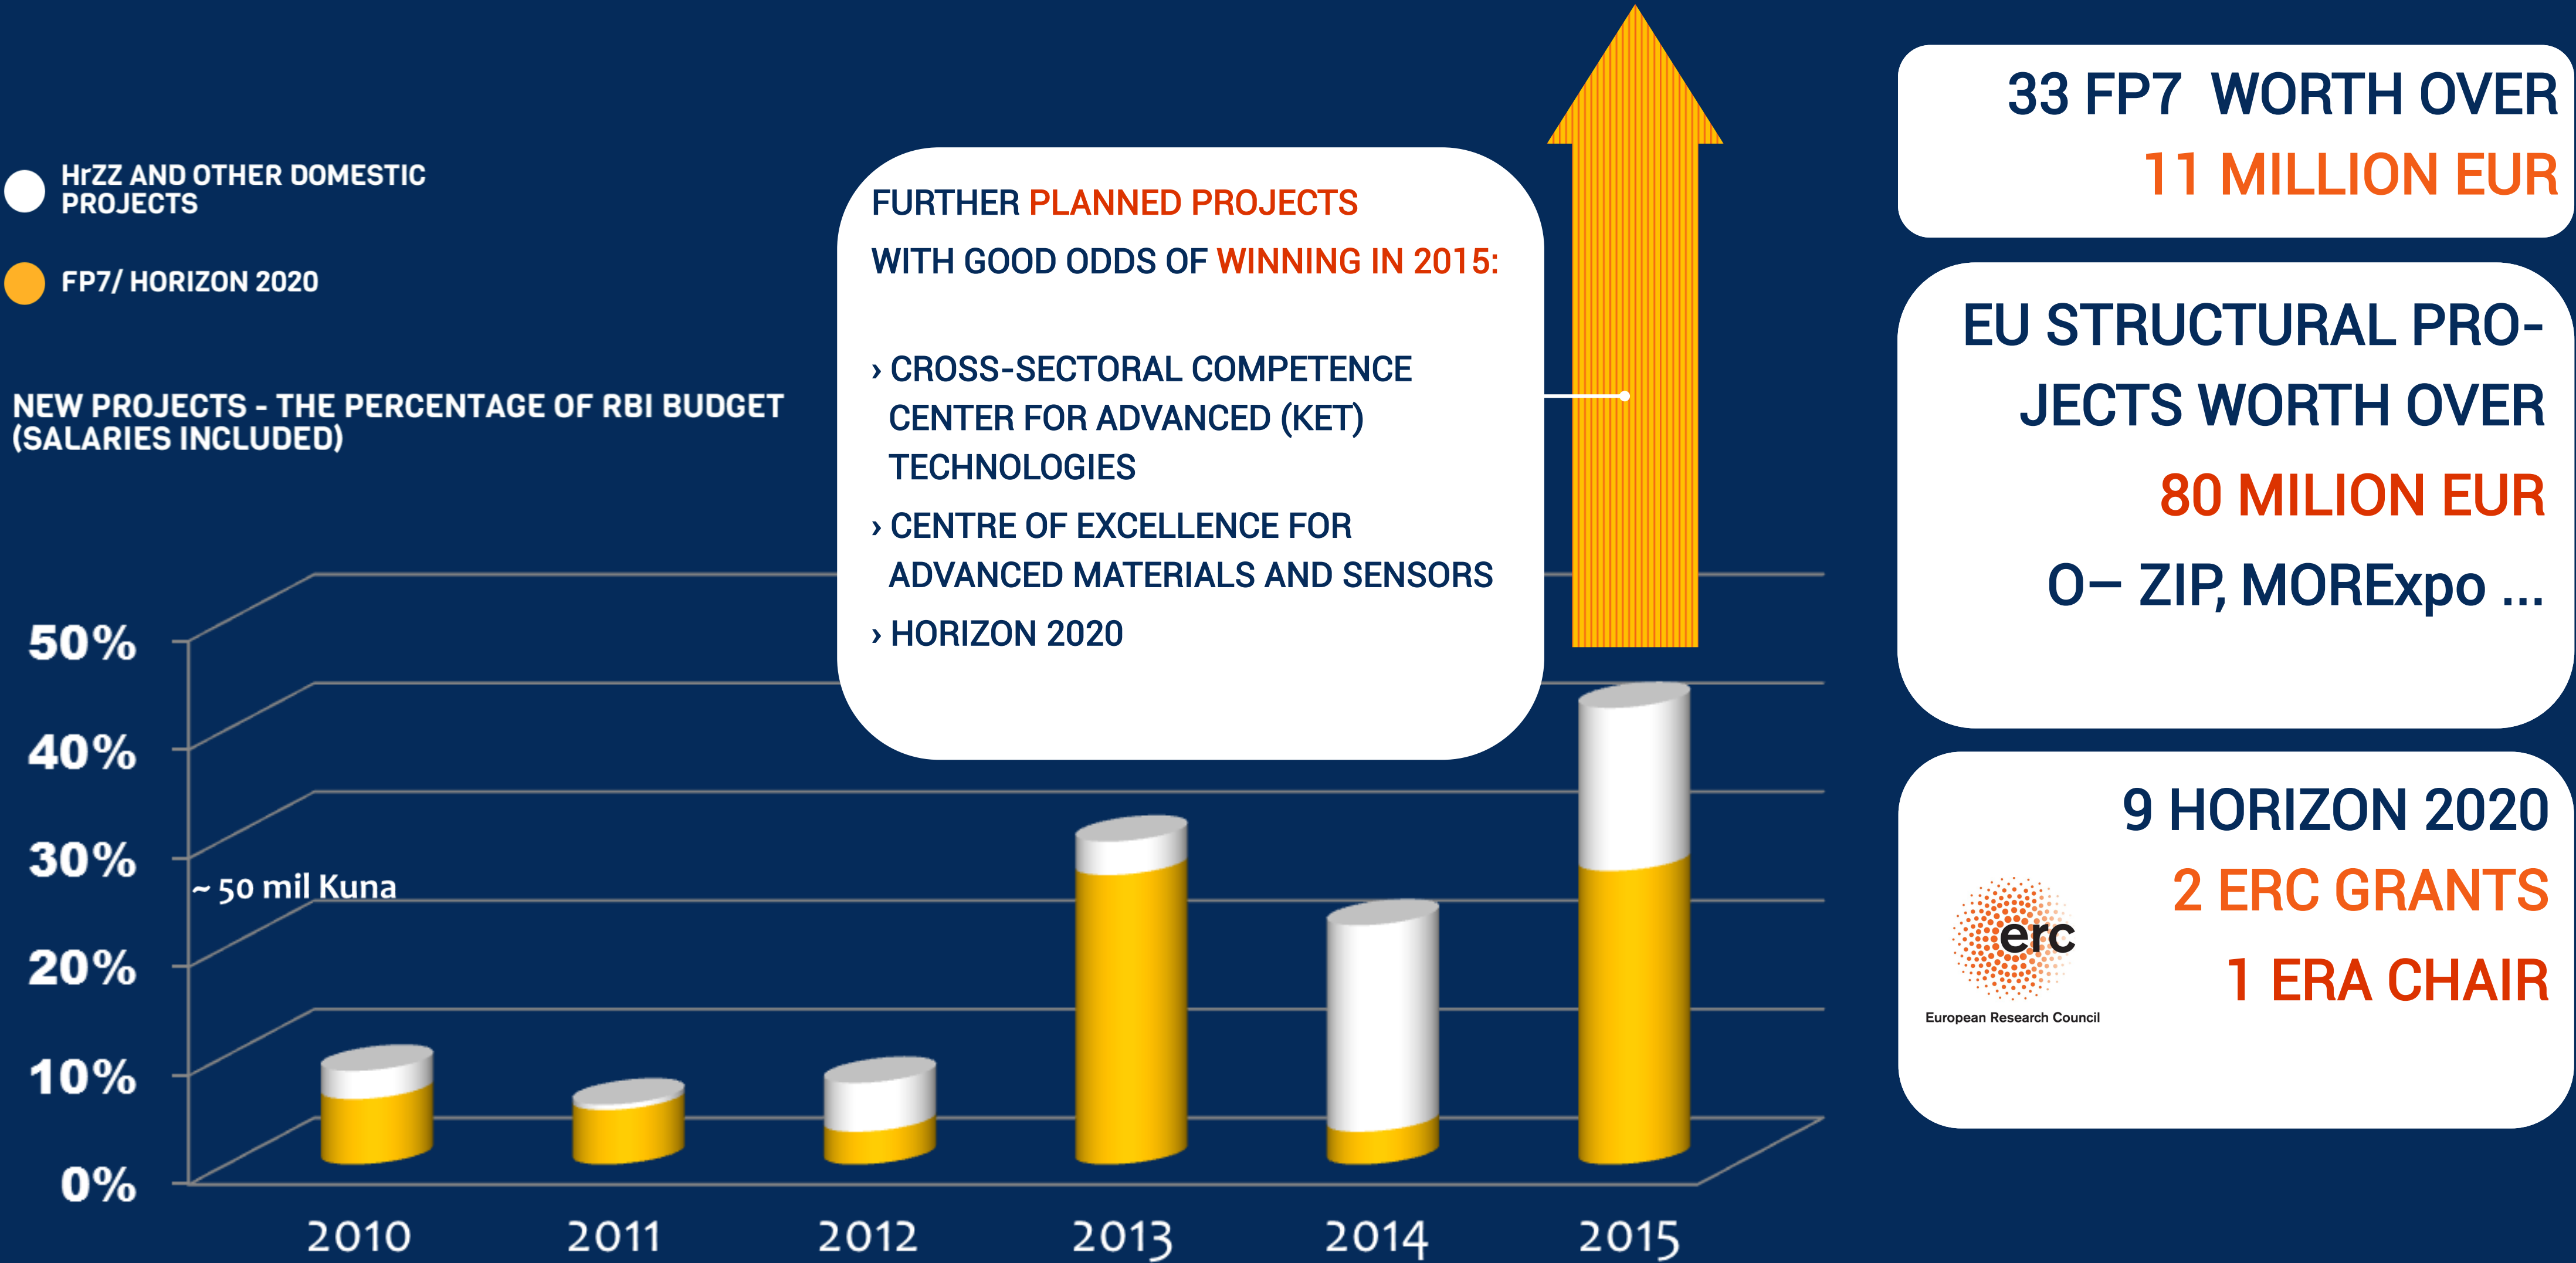 HrZZ AND OTHER DOMESTIC
PROJECTS
FP7/ HORIZON 2020
NEW PROJECTS - THE PERCENTAGE OF RBI BUDGET
(SALARIES INCLUDED)
50%
40%
30%
~ 50 mil Kuna
20%
10%
0%
2010
2011
2012
2013
2014
2015
FURTHER PLANNED PROJECTS
WITH GOOD ODDS OF WINNING IN 2015:
› CROSS-SECTORAL COMPETENCE
CENTER FOR ADVANCED (KET)
TECHNOLOGIES
› CENTRE OF EXCELLENCE FOR
ADVANCED MATERIALS AND SENSORS
› HORIZON 2020
33 FP7 WORTH OVER
11 MILLION EUR
EU STRUCTURAL PRO-
JECTS WORTH OVER
80 MILION EUR
O– ZIP, MORExpo ...
9 HORIZON 2020
2 ERC GRANTS
1 ERA CHAIR
erc
European Research Council